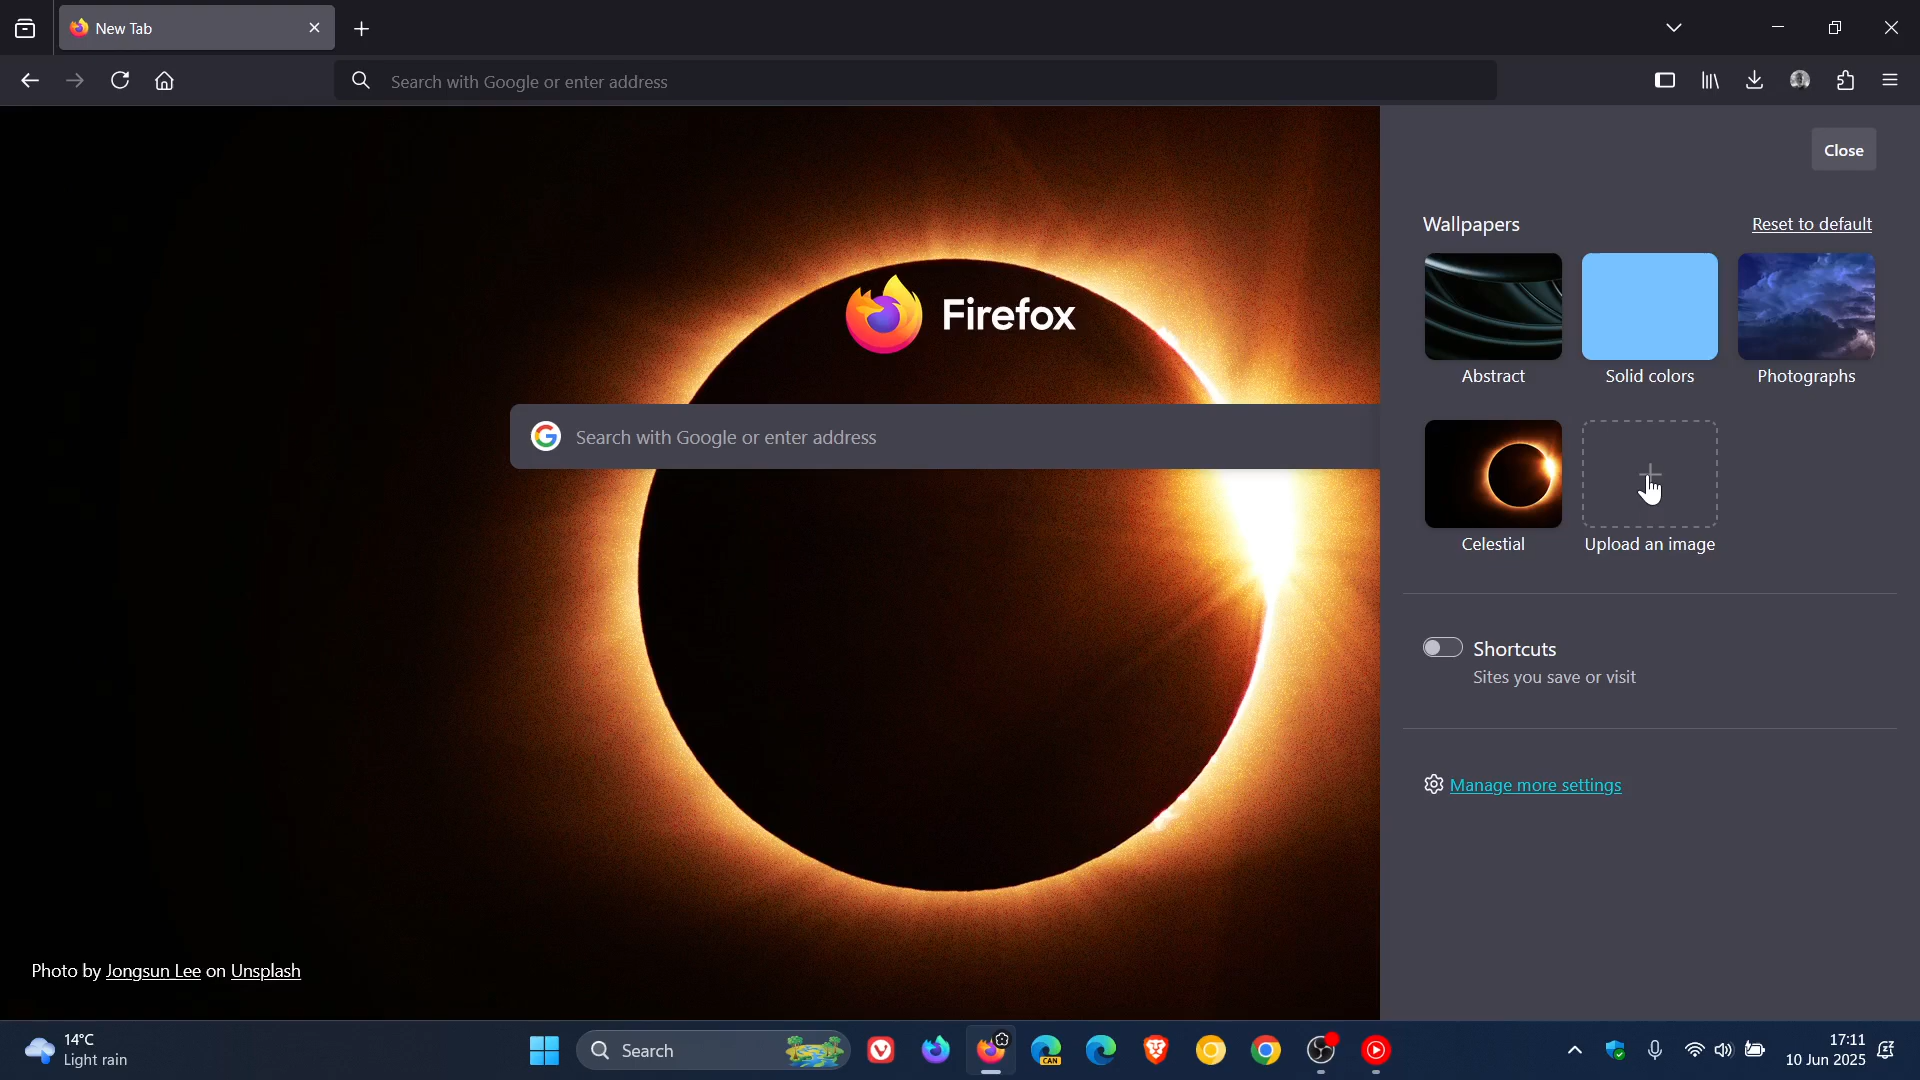 New Tab
Search with Google or enter address
Close
Wallpapers
Reset to default
Abstract
Solid colors
Photographs
Firefox
Search with Google or enter address
Celestial
Upload an image
Shortcuts
Sites you save or visit
Manage more settings
Photo by Jongsun Lee on Unsplash
14°C
Light rain
Search
CAN
17:11
10 Jun 2025